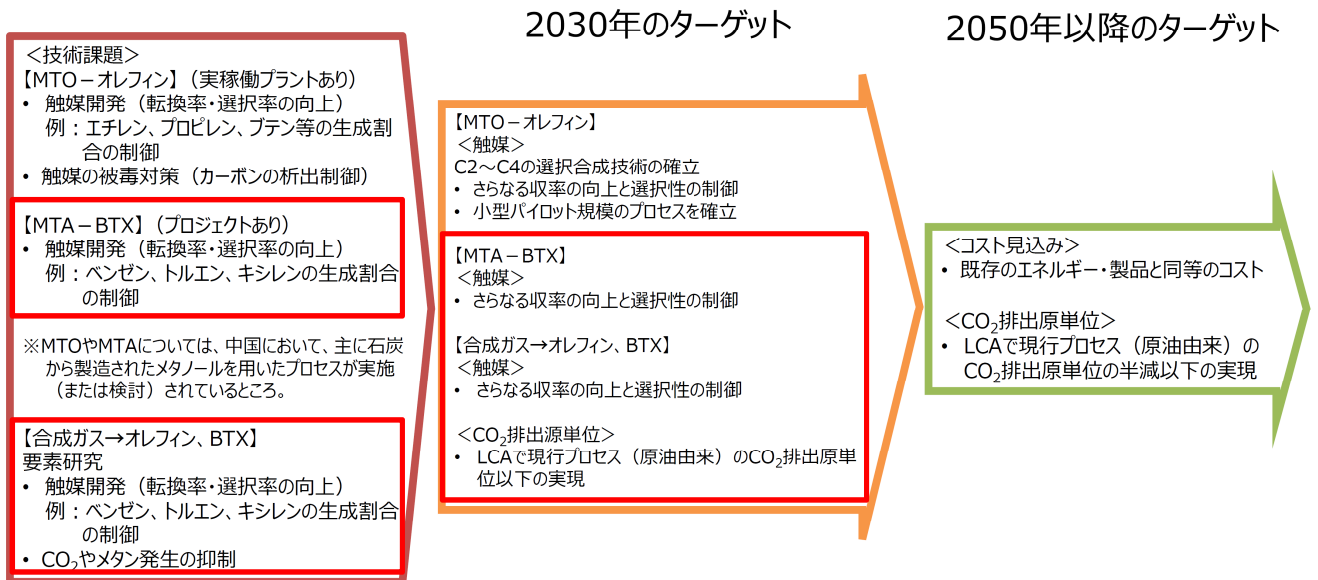 2030年のターゲット
2050年以降のターゲット
＜技術課題＞
【MTO－オレフィン】（実稼働プラントあり）
• 触媒開発（転換率・選択率の向上）
例：エチレン、プロピレン、ブテン等の生成割
合の制御
• 触媒の被毒対策（カーボンの析出制御）
【MTA－BTX】（プロジェクトあり）
• 触媒開発（転換率・選択率の向上）
例：ベンゼン、トルエン、キシレンの生成割合
の制御
※MTOやMTAについては、中国において、主に石炭
から製造されたメタノールを用いたプロセスが実施
（または検討）されているところ。
【合成ガス→オレフィン、BTX】
要素研究
• 触媒開発（転換率・選択率の向上）
例：ベンゼン、トルエン、キシレンの生成割合
の制御
• CO₂やメタン発生の抑制
【MTO－オレフィン】
＜触媒＞
C2～C4の選択合成技術の確立
• さらなる収率の向上と選択性の制御
• 小型パイロット規模のプロセスを確立
【MTA－BTX】
＜触媒＞
• さらなる収率の向上と選択性の制御
【合成ガス→オレフィン、BTX】
＜触媒＞
• さらなる収率の向上と選択性の制御
＜CO₂排出源単位＞
• LCAで現行プロセス（原油由来）のCO₂排出原単
位以下の実現
＜コスト見込み＞
• 既存のエネルギー・製品と同等のコスト
＜CO₂排出原単位＞
• LCAで現行プロセス（原油由来）の
CO₂排出原単位の半減以下の実現